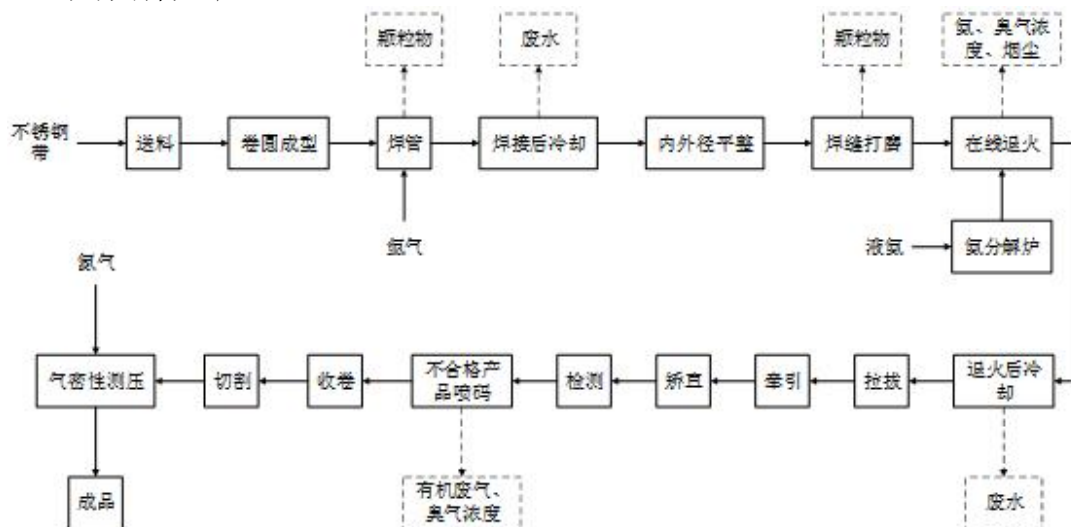 颗粒物
废水
颗粒物
氨、臭气浓
度、烟尘
不锈钢
带
送料
卷圆成型
焊管
焊接后冷却
内外径平整
焊缝打磨
在线退火
氩气
液氨
氨分解炉
氮气
气密性测压
切割
收卷
不合格产
品喷码
检测
矫直
牵引
拉拔
退火后冷
却
成品
有机废气、
臭气浓度
废水